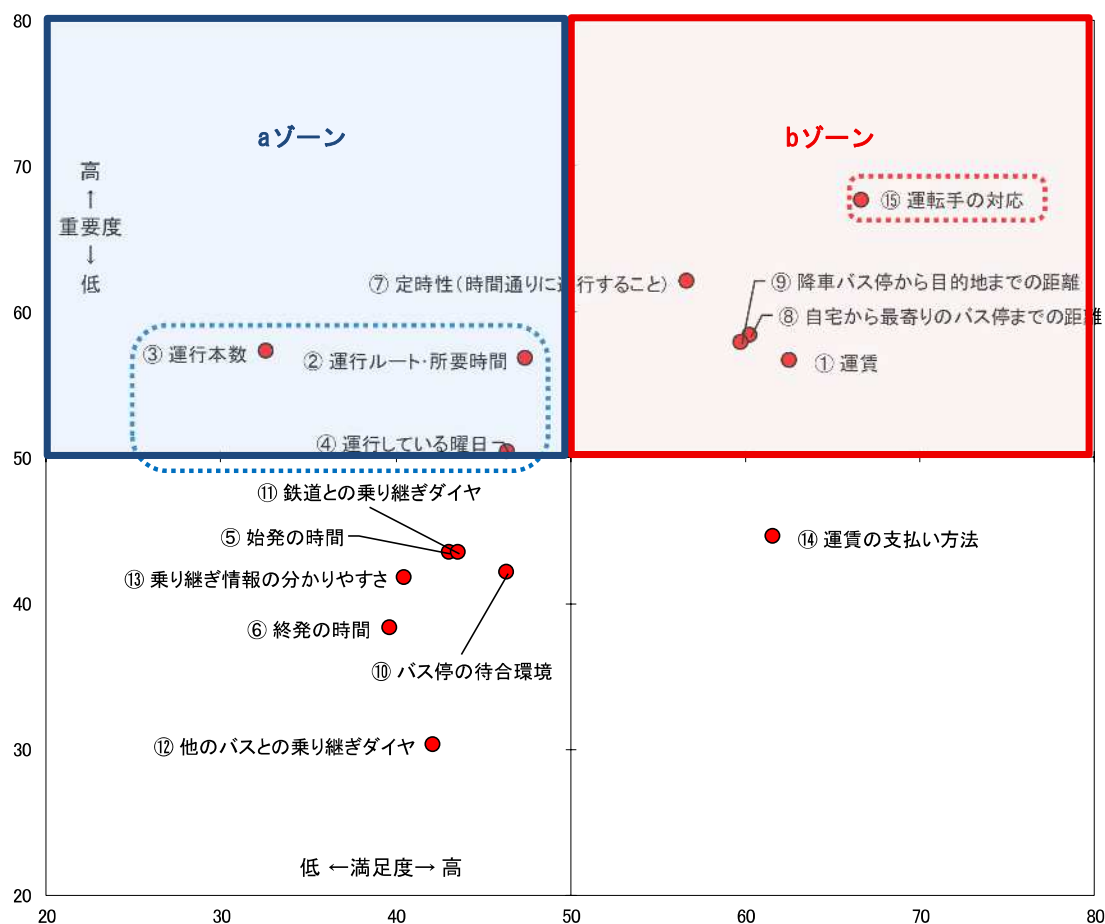 80
aゾーン
bゾーン
70
高
↑
重要度
↓
低
⑮ 運転手の対応
⑦ 定時性(時間通りに運行すること)
⑨ 降車バス停から目的地までの距離
60
⑧ 自宅から最寄りのバス停までの距離
③ 運行本数
② 運行ルート・所要時間
① 運賃
④ 運行している曜日
50
⑪ 鉄道との乗り継ぎダイヤ
⑤ 始発の時間
⑭ 運賃の支払い方法
⑬ 乗り継ぎ情報の分かりやすさ
40
⑥ 終発の時間
⑩ バス停の待合環境
30
⑫ 他のバスとの乗り継ぎダイヤ
低 ←満足度→ 高
20
20 30 40 50 60 70 80